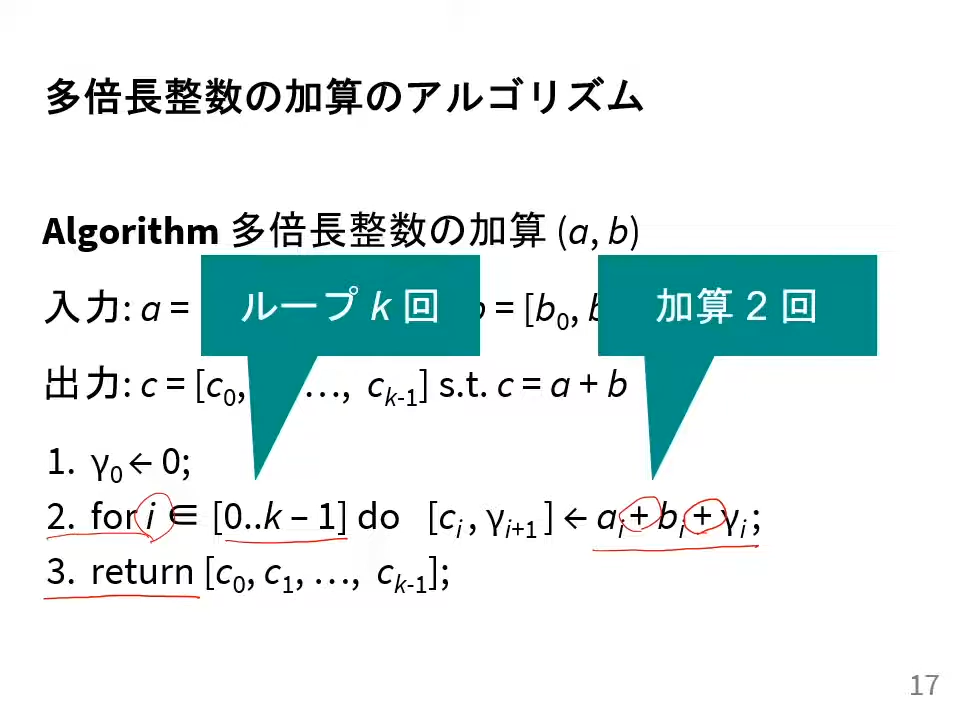 多倍長整数の加算のアルゴリズム
Algorithm 多倍長整数の加算 (a, b)
ループ k 回
加算 2 回
入力: a = = [b0,
出力: c = [c0, …, ck-1] s.t. c = a + b
1. γ0 ← 0;
2. for i ∈ [0..k – 1] do [ci , γi+1 ] ← ai + bi + γi ;
3. return [c0, c1, …, ck-1];
17